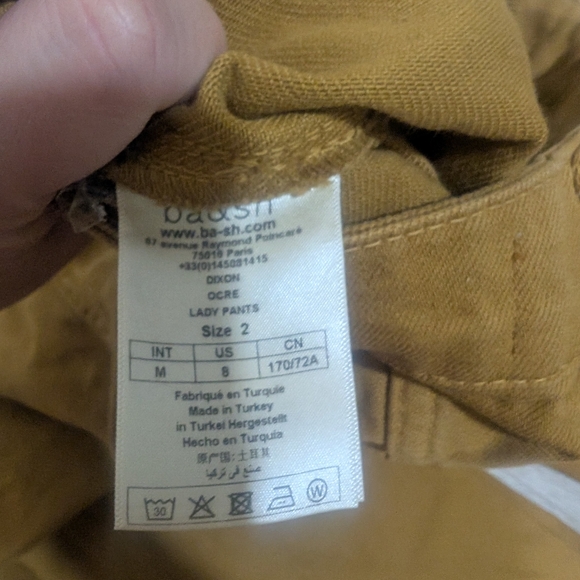 ba&sh
www.ba-sh.com
67 avenue Raymond Poincaré
75016 Paris
+33(0)145091415
DIXON
OCRE
LADY PANTS
Size 2
INT US CN
M 8 170/72A
Fabriqué en Turquie
Made in Turkey
in Turkei Hergestellt
Hecho en Turquia
原产国:土耳其
صنع في تركيا
30 W